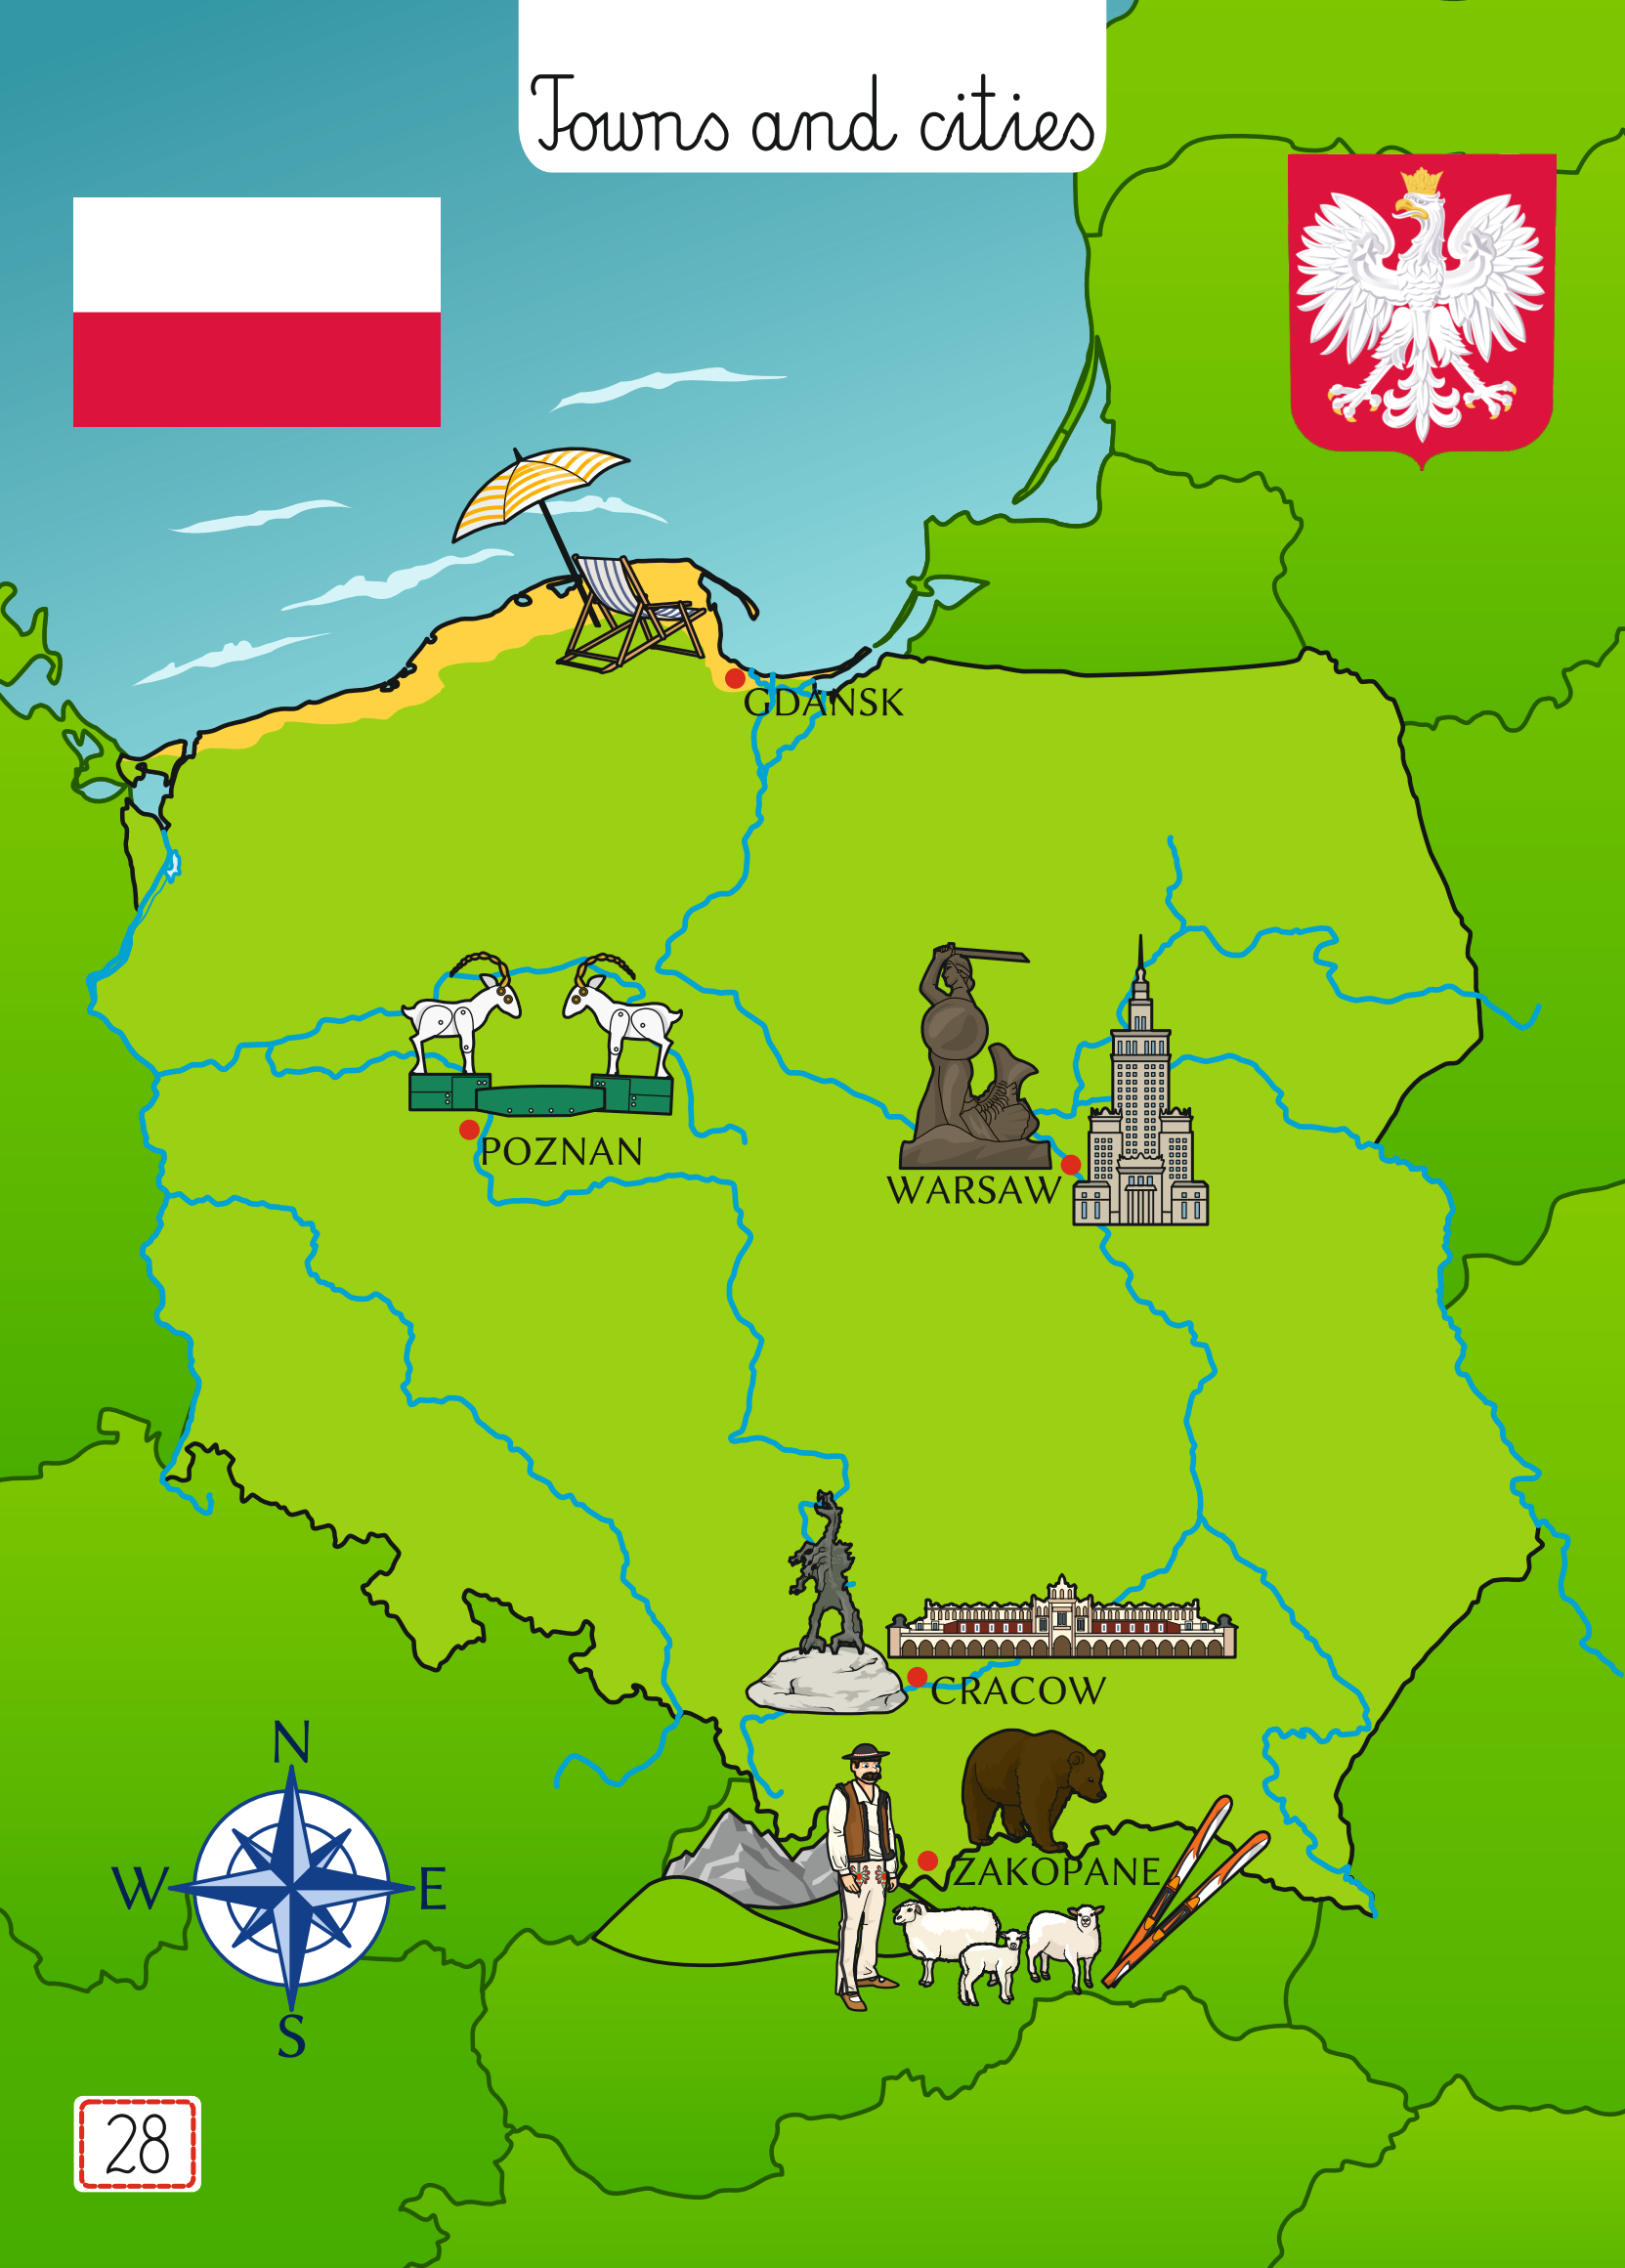 Towns and cities
GDANSK
POZNAN
WARSAW
CRACOW
ZAKOPANE
N
W
E
S
28